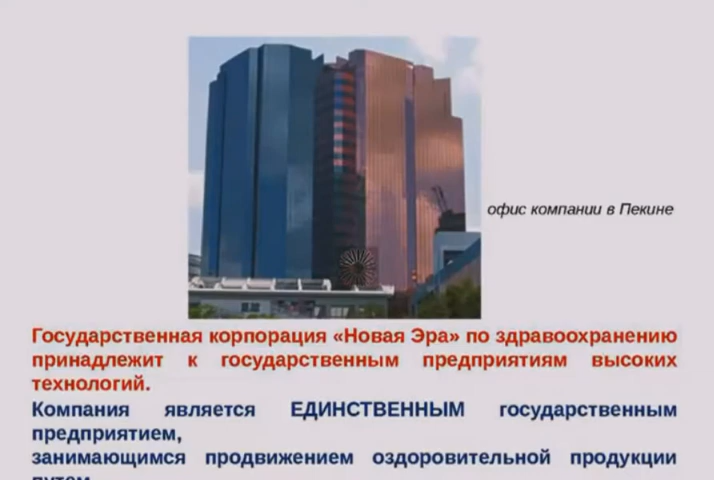 офис компании в Пекине
Государственная корпорация «Новая Эра» по здравоохранению
принадлежит к государственным предприятиям высоких
технологий.
Компания является ЕДИНСТВЕННЫМ государственным
предприятием,
занимающимся продвижением оздоровительной продукции